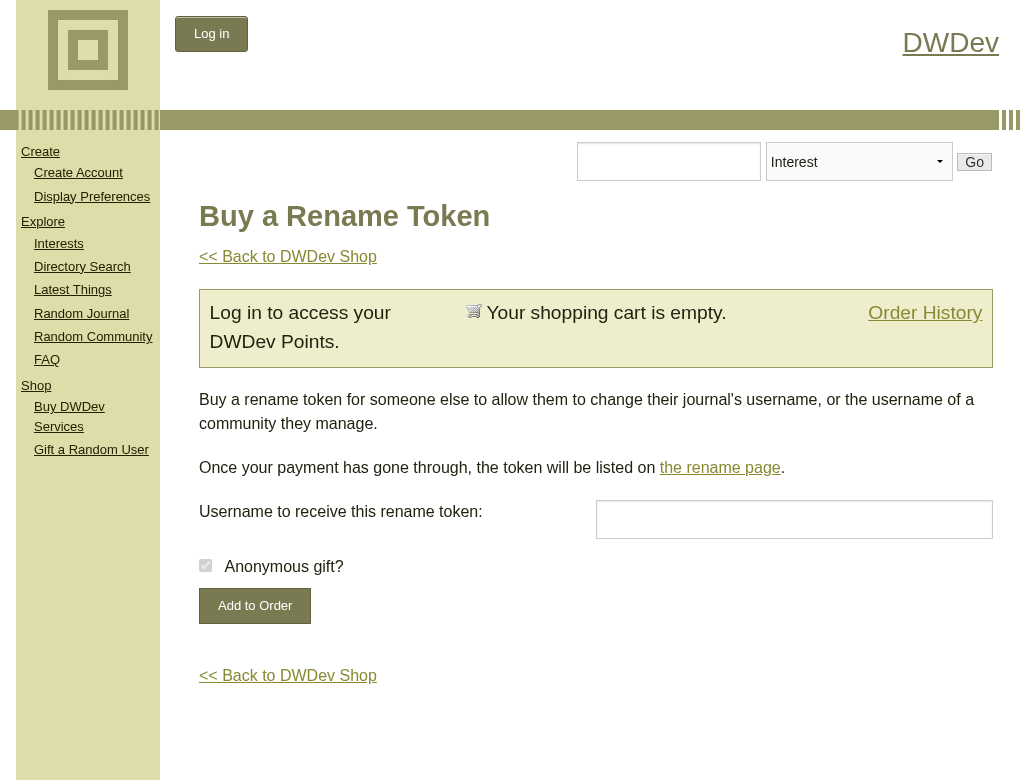 Log in
DWDev
Create
Create Account
Display Preferences
Explore
Interests
Directory Search
Latest Things
Random Journal
Random Community
FAQ
Shop
Buy DWDev
Services
Gift a Random User
Interest
Go
Buy a Rename Token
<< Back to DWDev Shop
Log in to access your
DWDev Points.
Your shopping cart is empty.
Order History
Buy a rename token for someone else to allow them to change their journal's username, or the username of a
community they manage.
Once your payment has gone through, the token will be listed on the rename page.
Username to receive this rename token:
Anonymous gift?
Add to Order
<< Back to DWDev Shop